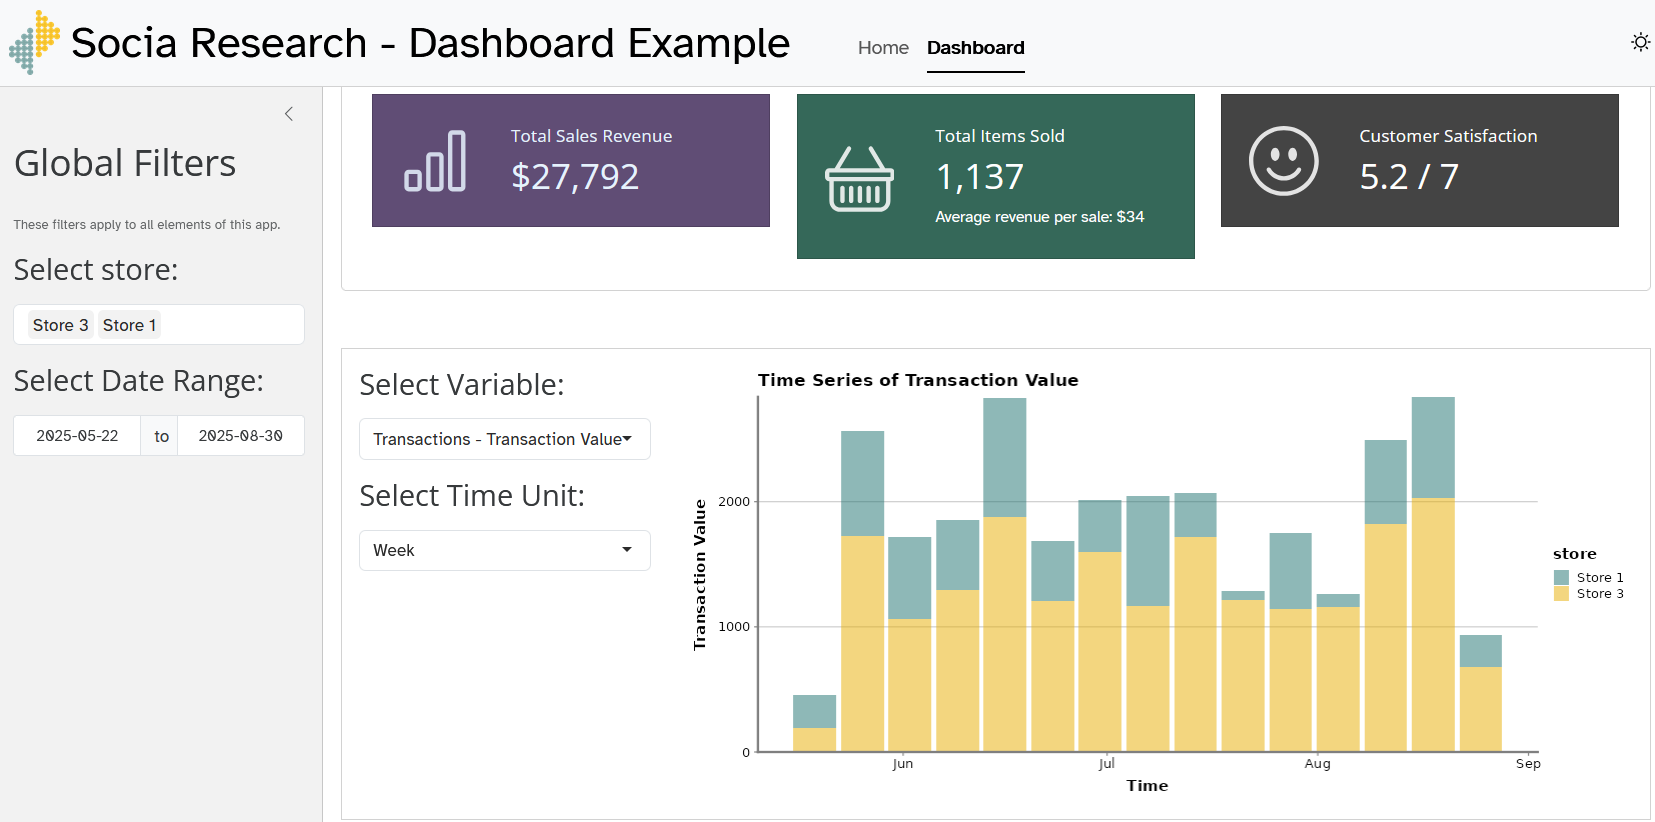 Socia Research - Dashboard Example
Home Dashboard
Global Filters
These filters apply to all elements of this app.
Select store:
Store 3 Store 1
Select Date Range:
2025-05-22 to 2025-08-30
Total Sales Revenue
$27,792
Total Items Sold
1,137
Average revenue per sale: $34
Customer Satisfaction
5.2 / 7
Select Variable:
Transactions - Transaction Value
Select Time Unit:
Week
Time Series of Transaction Value
Transaction Value
2000
1000
0
Jun Jul Aug Sep
Time
store
Store 1
Store 3